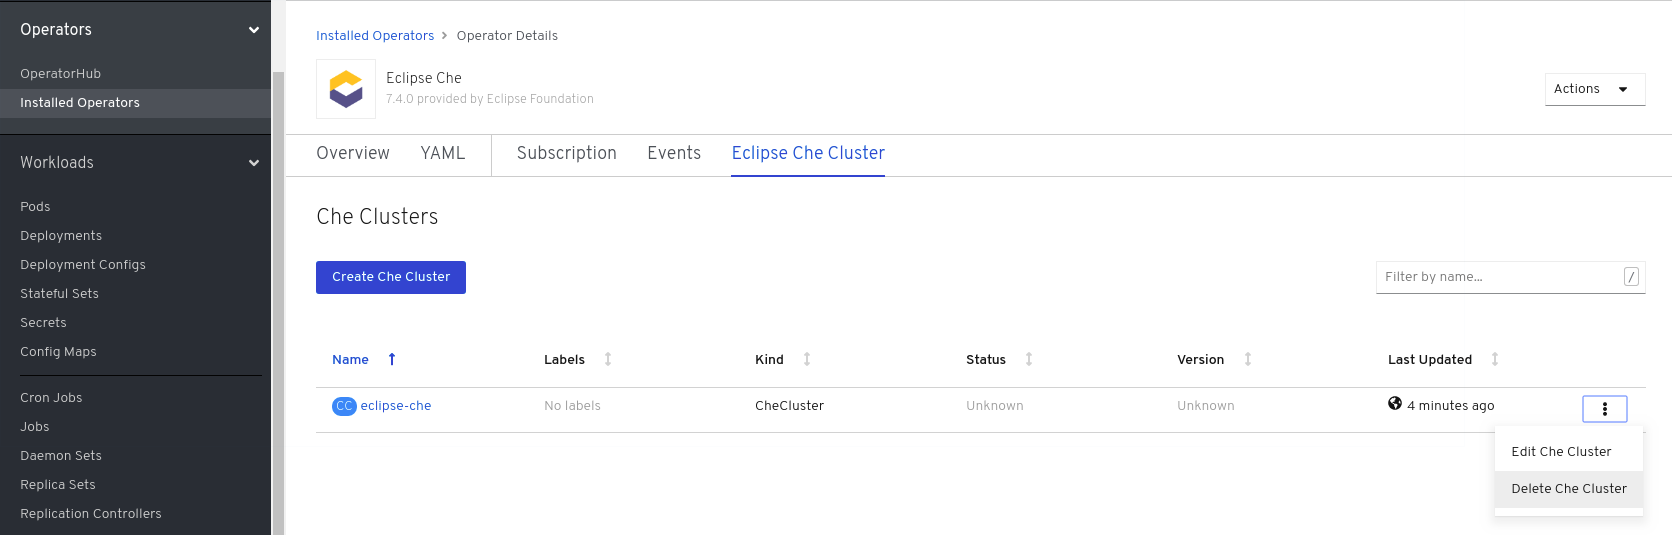 Operators
OperatorHub
Installed Operators
Workloads
Pods
Deployments
Deployment Configs
Stateful Sets
Secrets
Config Maps
Cron Jobs
Jobs
Daemon Sets
Replica Sets
Replication Controllers
Installed Operators > Operator Details
Eclipse Che
7.4.0 provided by Eclipse Foundation
Actions
Overview YAML Subscription Events Eclipse Che Cluster
Che Clusters
Create Che Cluster
Filter by name... /
Name Labels Kind Status Version Last Updated
CC eclipse-che No labels CheCluster Unknown Unknown 4 minutes ago
Edit Che Cluster
Delete Che Cluster